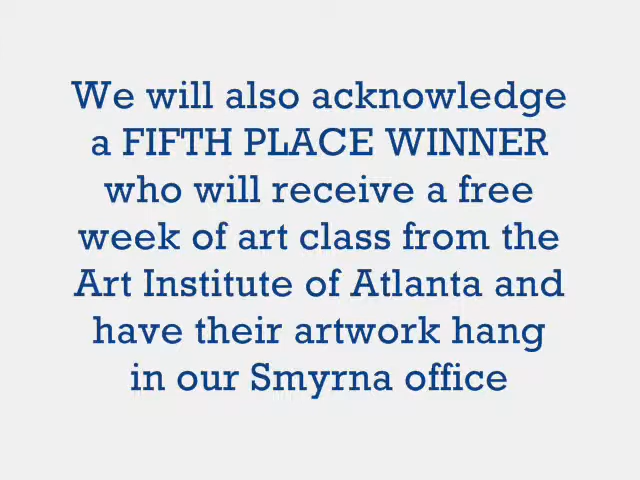 We will also acknowledge
a FIFTH PLACE WINNER
who will receive a free
week of art class from the
Art Institute of Atlanta and
have their artwork hang
in our Smyrna office